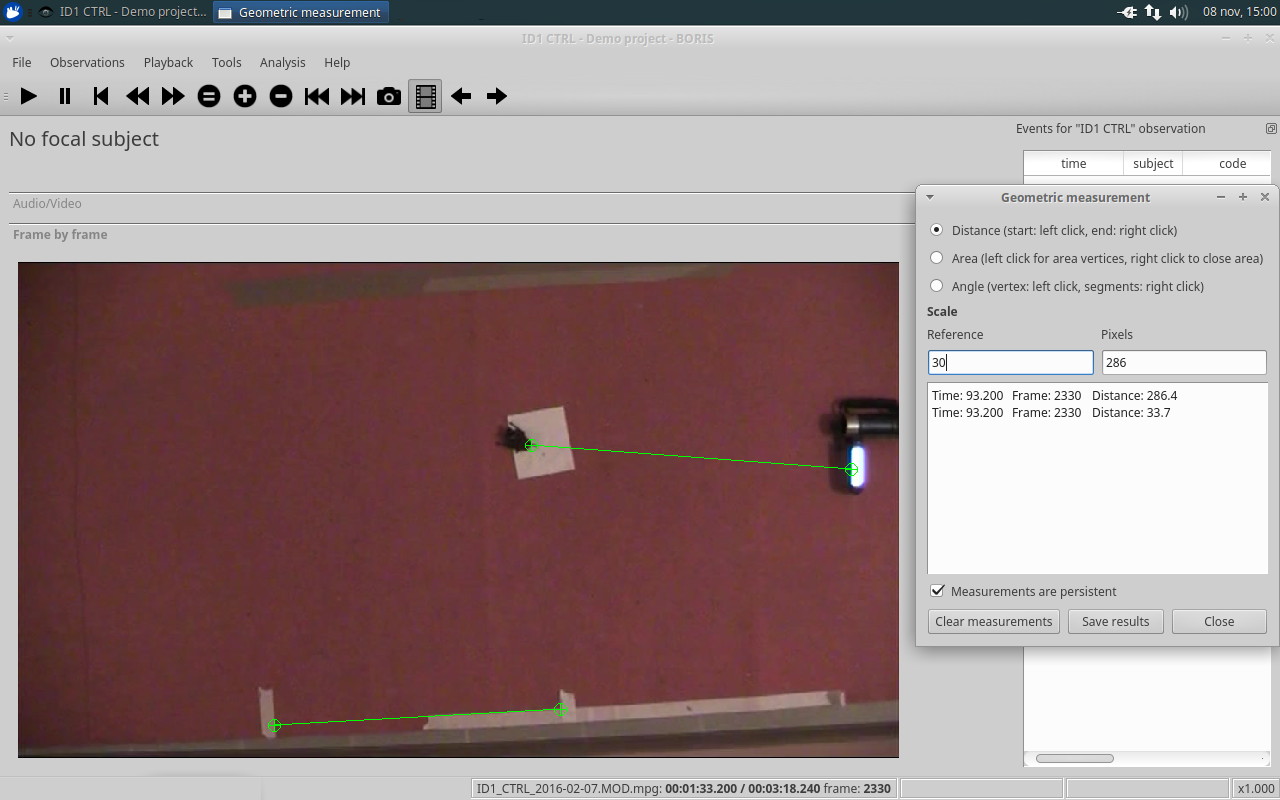 ID1 CTRL - Demo project... Geometric measurement 08 nov, 15:00
ID1 CTRL - Demo project - BORIS
File Observations Playback Tools Analysis Help
No focal subject
Events for "ID1 CTRL" observation
time subject code
Audio/Video
Frame by frame
Geometric measurement
Distance (start: left click, end: right click)
Area (left click for area vertices, right click to close area)
Angle (vertex: left click, segments: right click)
Scale
Reference Pixels
30 286
Time: 93.200 Frame: 2330 Distance: 286.4
Time: 93.200 Frame: 2330 Distance: 33.7
Measurements are persistent
Clear measurements Save results Close
ID1_CTRL_2016-02-07.MOD.mpg: 00:01:33.200 / 00:03:18.240 frame: 2330 x1.000